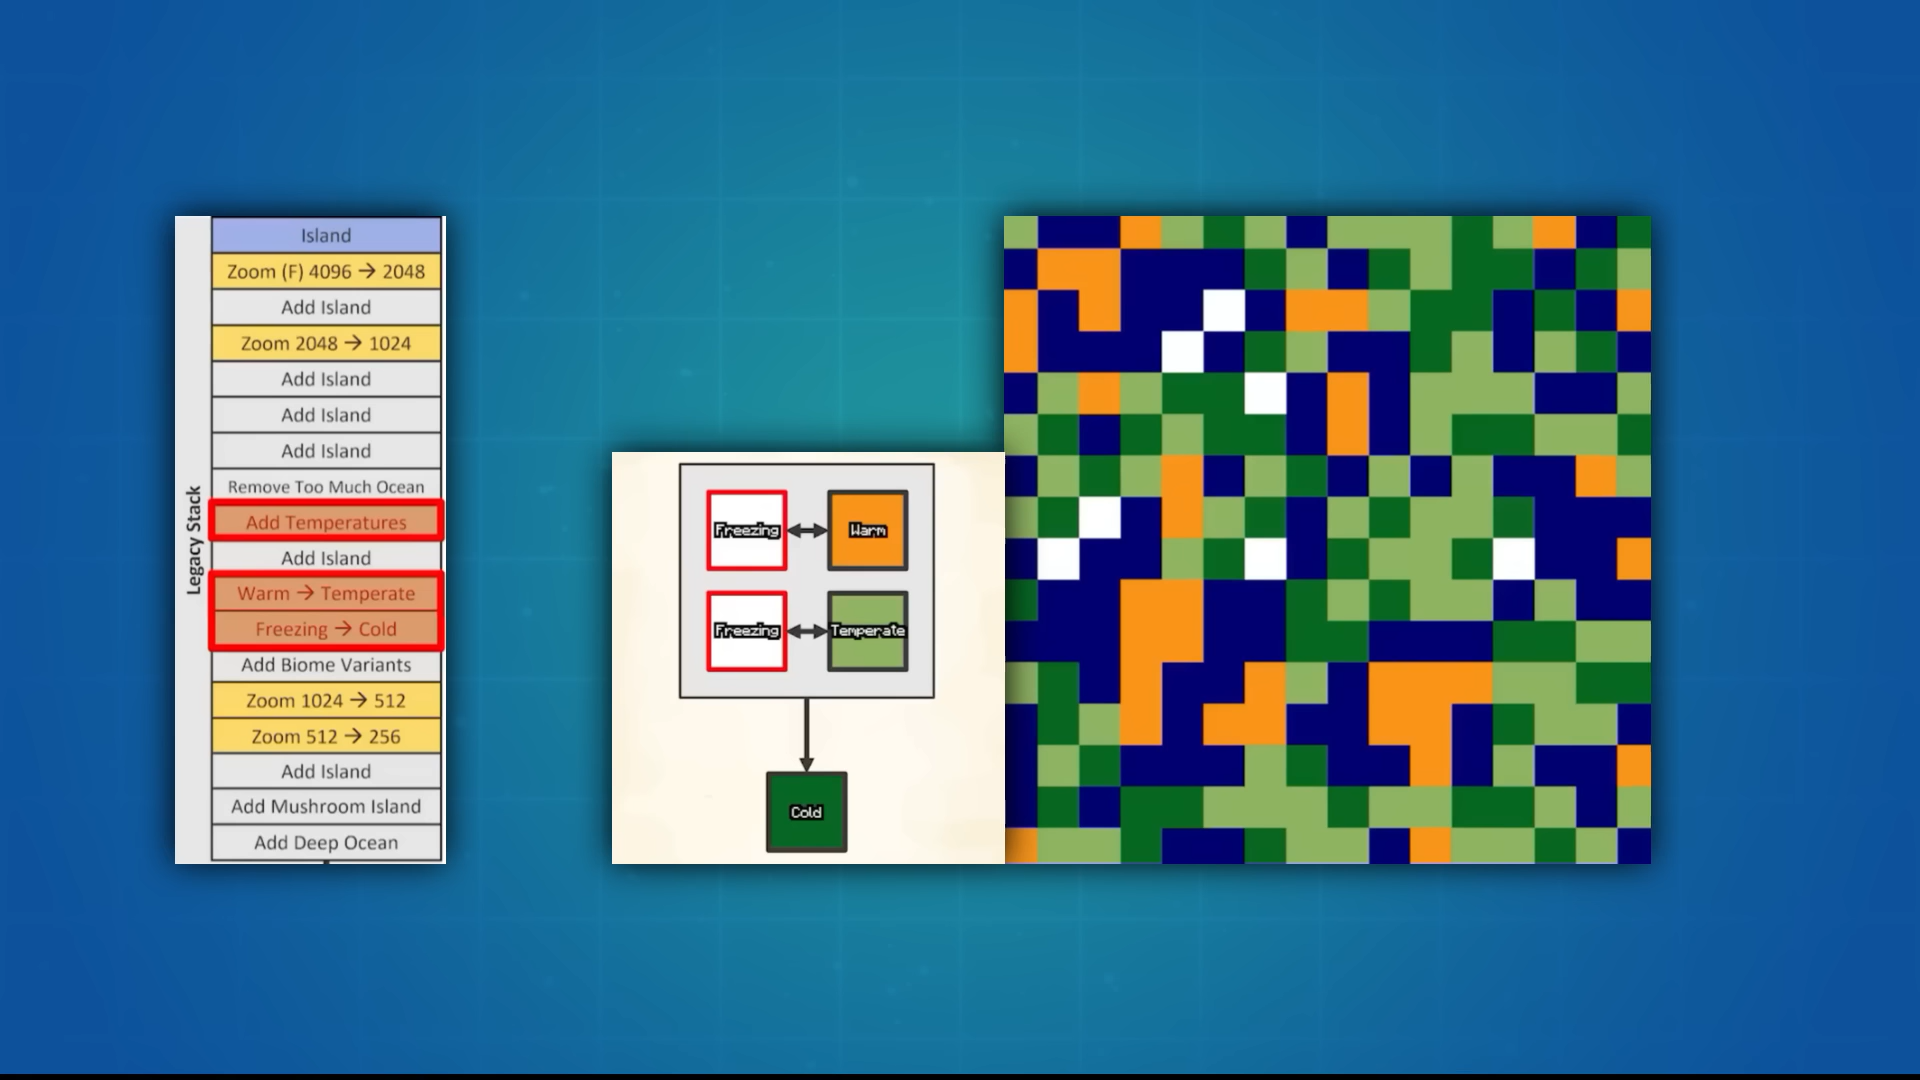 Legacy Stack
Island
Zoom (F) 4096 → 2048
Add Island
Zoom 2048 → 1024
Add Island
Add Island
Add Island
Remove Too Much Ocean
Add Temperatures
Add Island
Warm → Temperate
Freezing → Cold
Add Biome Variants
Zoom 1024 → 512
Zoom 512 → 256
Add Island
Add Mushroom Island
Add Deep Ocean
Freezing Warm
Freezing Temperate
Cold